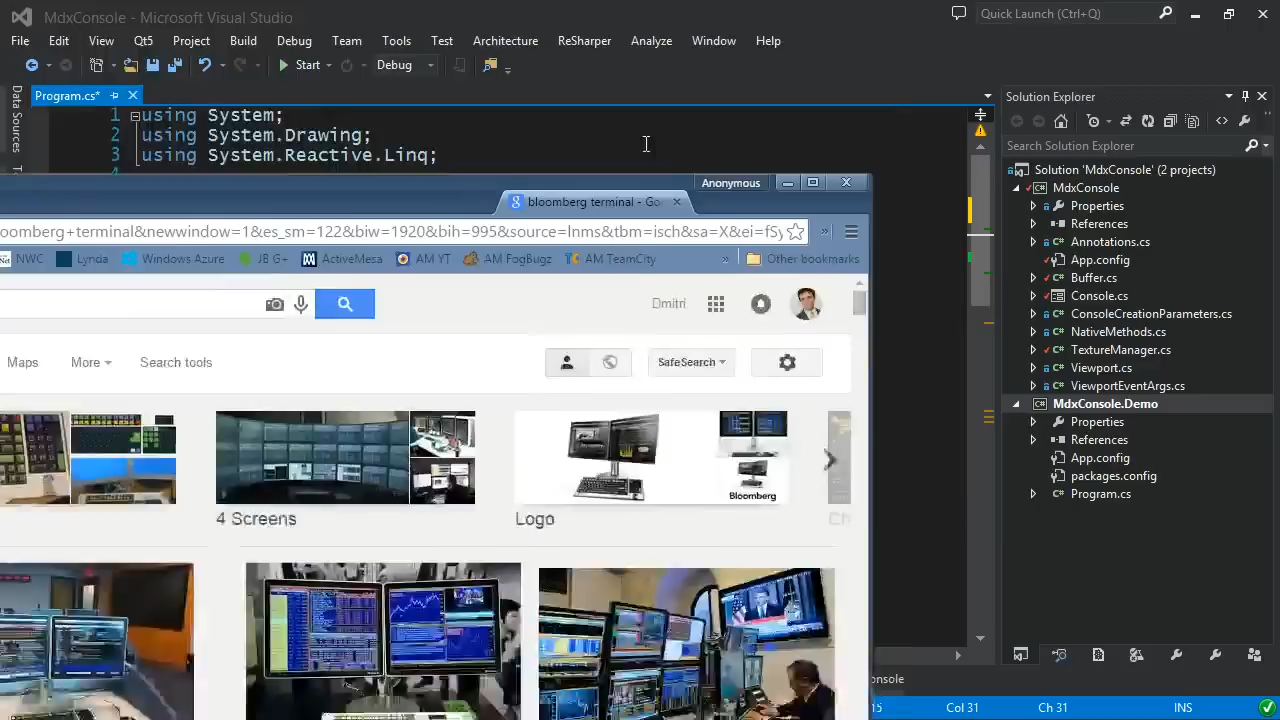 MdxConsole - Microsoft Visual Studio
Quick Launch (Ctrl+Q)
File Edit View Qt5 Project Build Debug Team Tools Test Architecture ReSharper Analyze Window Help
Start Debug
Data Sources
Program.cs*
1 using System;
2 using System.Drawing;
3 using System.Reactive.Linq;
Anonymous
bloomberg terminal - Go
oomberg+terminal&newwindow=1&es_sm=122&biw=1920&bih=995&source=lnms&tbm=isch&sa=X&ei=fSy
NWC Lynda Windows Azure JB G+ ActiveMesa AM YT AM FogBugz AM TeamCity » Other bookmarks
Dmitri
Maps More Search tools
SafeSearch
Bloomberg
4 Screens
Logo
Ch
Solution Explorer
Search Solution Explorer
Solution 'MdxConsole' (2 projects)
MdxConsole
Properties
References
Annotations.cs
App.config
Buffer.cs
Console.cs
ConsoleCreationParameters.cs
NativeMethods.cs
TextureManager.cs
Viewport.cs
ViewportEventArgs.cs
MdxConsole.Demo
Properties
References
App.config
packages.config
Program.cs
onsole
15 Col 31 Ch 31 INS